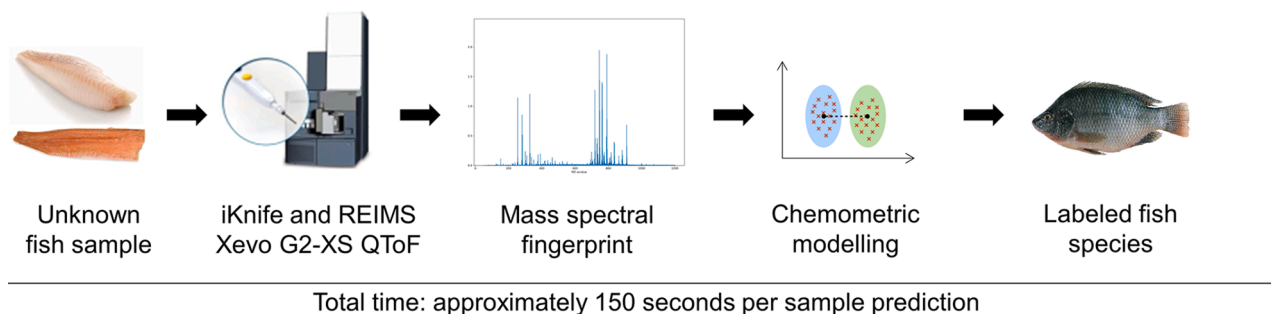 Unknown
fish sample
iKnife and REIMS
Xevo G2-XS QToF
Mass spectral
fingerprint
Chemometric
modelling
Labeled fish
species
Total time: approximately 150 seconds per sample prediction